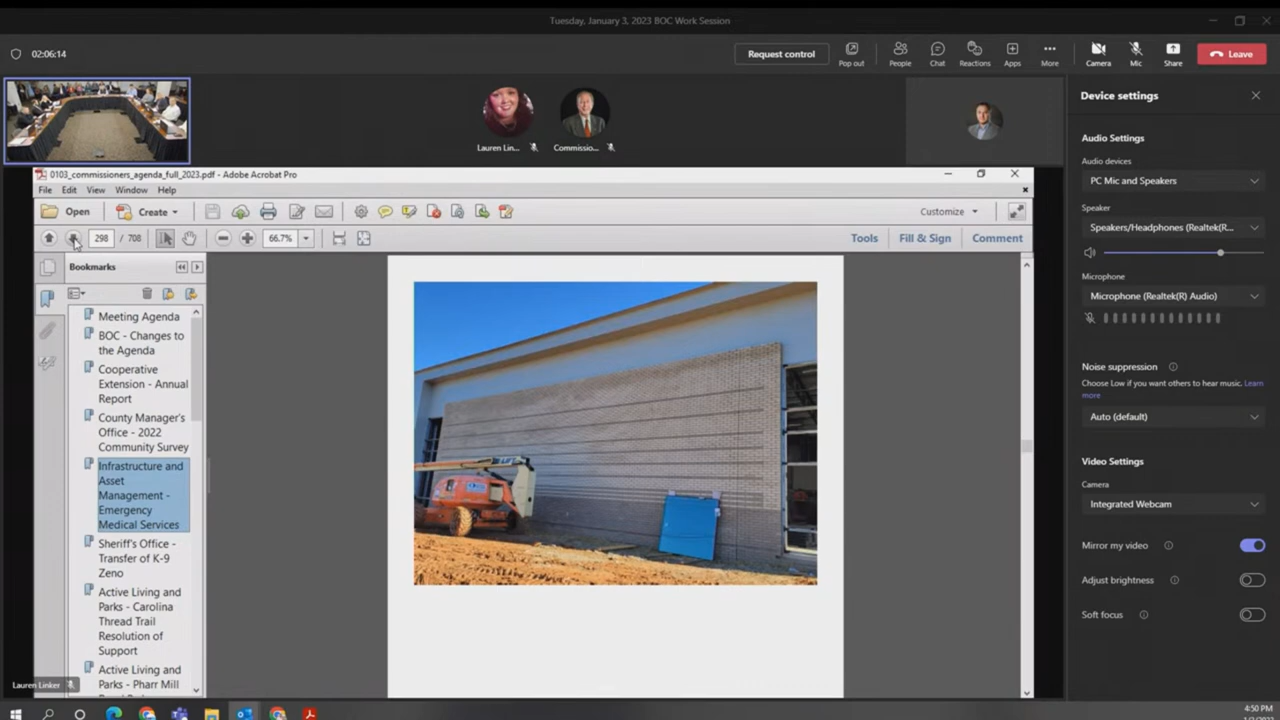 Tuesday, January 3, 2023 BOC Work Session
02:06:14
Request control
Pop out
People
Chat
Reactions
Apps
More
Camera
Mic
Share
Leave
Lauren Lin...
Commissio...
0103_commissioners_agenda_full_2023.pdf - Adobe Acrobat Pro
File Edit View Window Help
Open
Create
Customize
298 / 708
66.7%
Tools
Fill & Sign
Comment
Bookmarks
Meeting Agenda
BOC - Changes to
the Agenda
Cooperative
Extension - Annual
Report
County Manager's
Office - 2022
Community Survey
Infrastructure and
Asset
Management -
Emergency
Medical Services
Sheriff's Office -
Transfer of K-9
Zeno
Active Living and
Parks - Carolina
Thread Trail
Resolution of
Support
Active Living and
Parks - Pharr Mill
Lauren Linker
Device settings
Audio Settings
Audio devices
PC Mic and Speakers
Speaker
Speakers/Headphones (Realtek(R...
Microphone
Microphone (Realtek(R) Audio)
Noise suppression
Choose Low if you want others to hear music. Learn
more
Auto (default)
Video Settings
Camera
Integrated Webcam
Mirror my video
Adjust brightness
Soft focus
4:50 PM